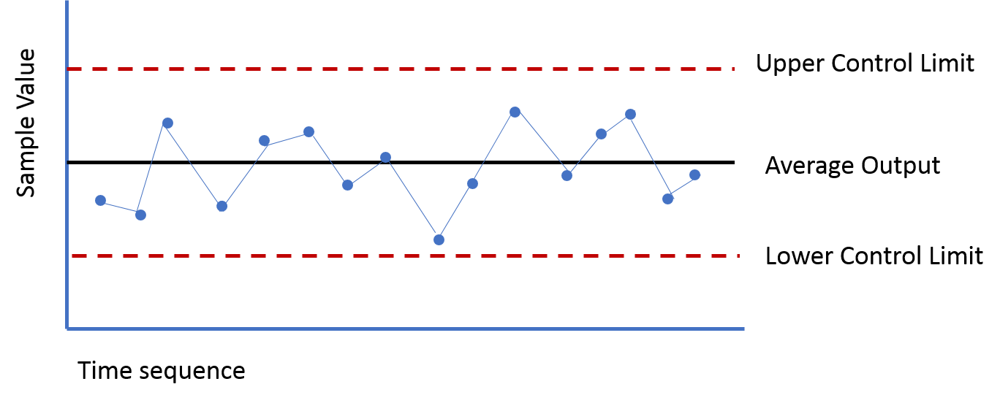 Sample Value
Upper Control Limit
Average Output
Lower Control Limit
Time sequence